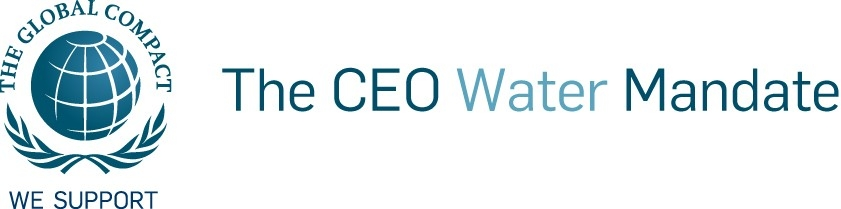 THE GLOBAL COMPACT
WE SUPPORT
The CEO Water Mandate